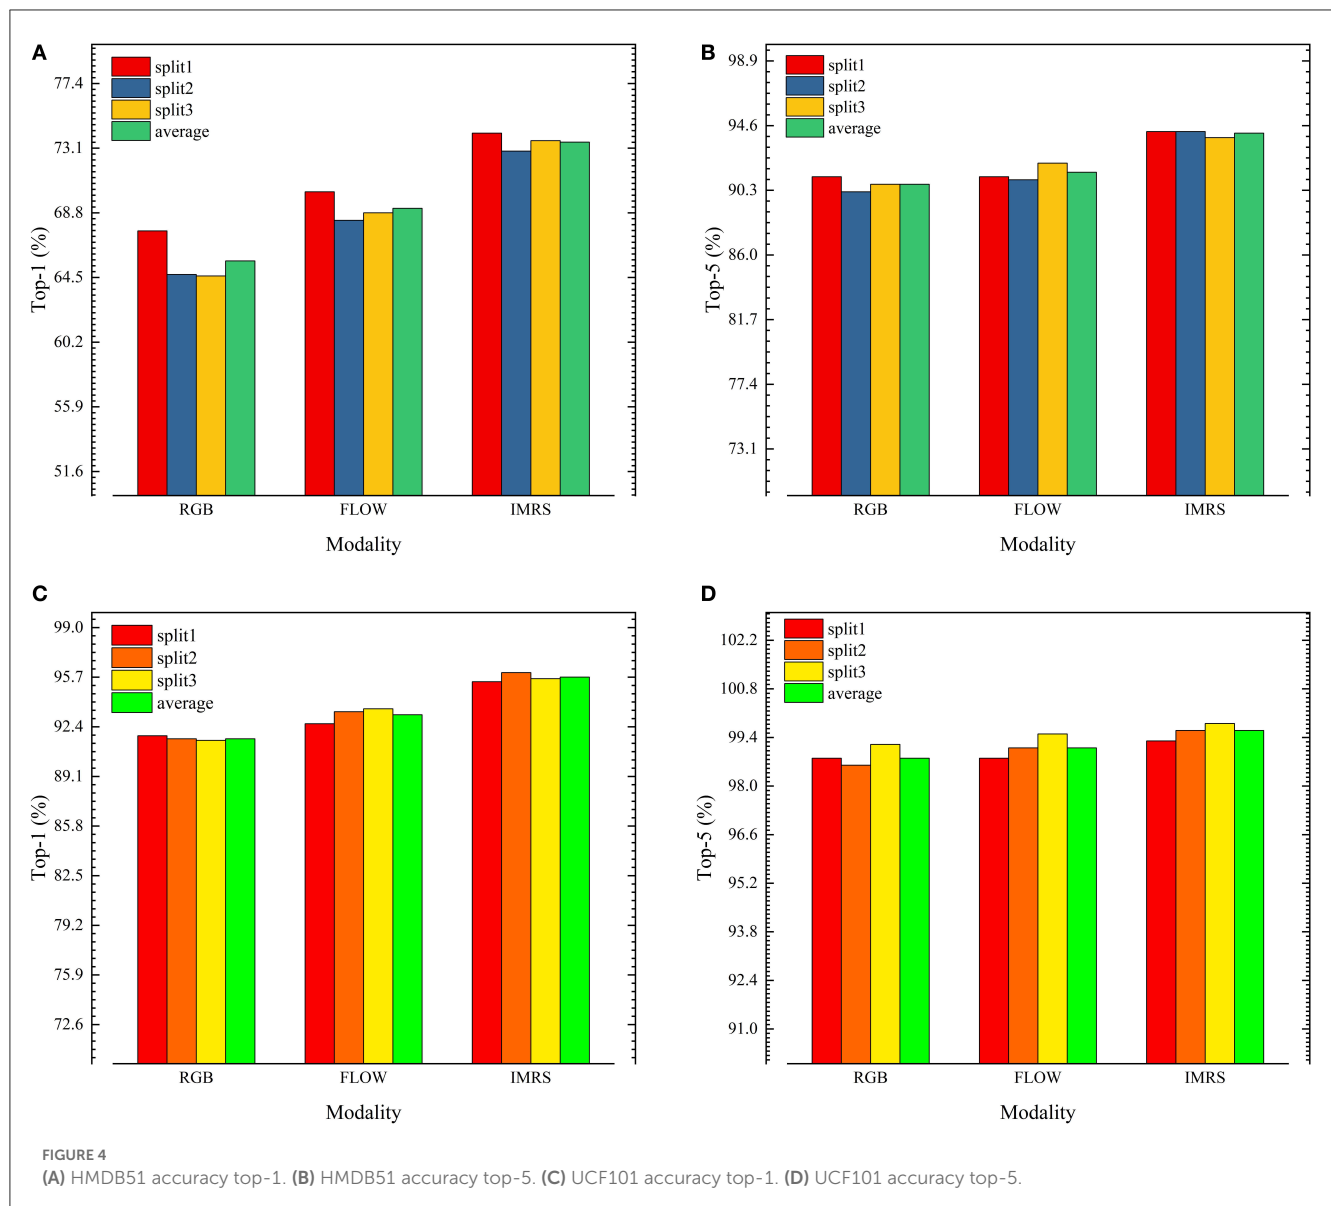 A
split1
split2
split3
average
77.4
73.1
68.8
64.5
60.2
55.9
51.6
Top-1 (%)
RGB
FLOW
IMRS
Modality
B
split1
split2
split3
average
98.9
94.6
90.3
86.0
81.7
77.4
73.1
Top-5 (%)
RGB
FLOW
IMRS
Modality
C
split1
split2
split3
average
99.0
95.7
92.4
89.1
85.8
82.5
79.2
75.9
72.6
Top-1 (%)
RGB
FLOW
IMRS
Modality
D
split1
split2
split3
average
102.2
100.8
99.4
98.0
96.6
95.2
93.8
92.4
91.0
Top-5 (%)
RGB
FLOW
IMRS
Modality
FIGURE 4
(A) HMDB51 accuracy top-1. (B) HMDB51 accuracy top-5. (C) UCF101 accuracy top-1. (D) UCF101 accuracy top-5.